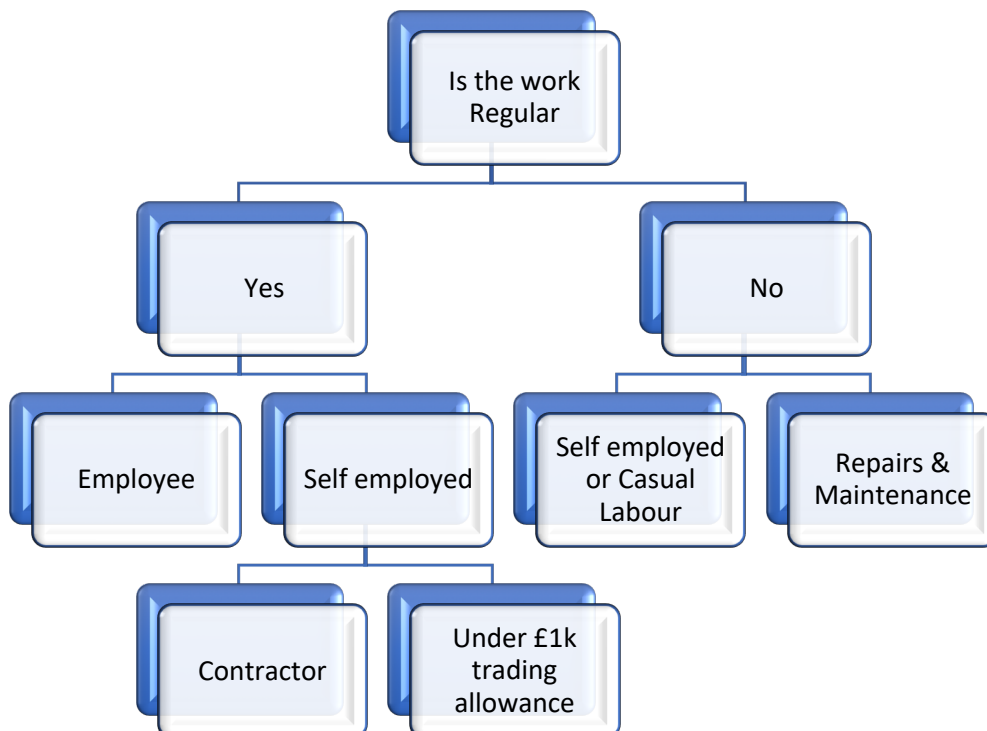 Is the work
Regular
Yes
No
Employee
Self employed
Self employed
or Casual
Labour
Repairs &
Maintenance
Contractor
Under £1k
trading
allowance